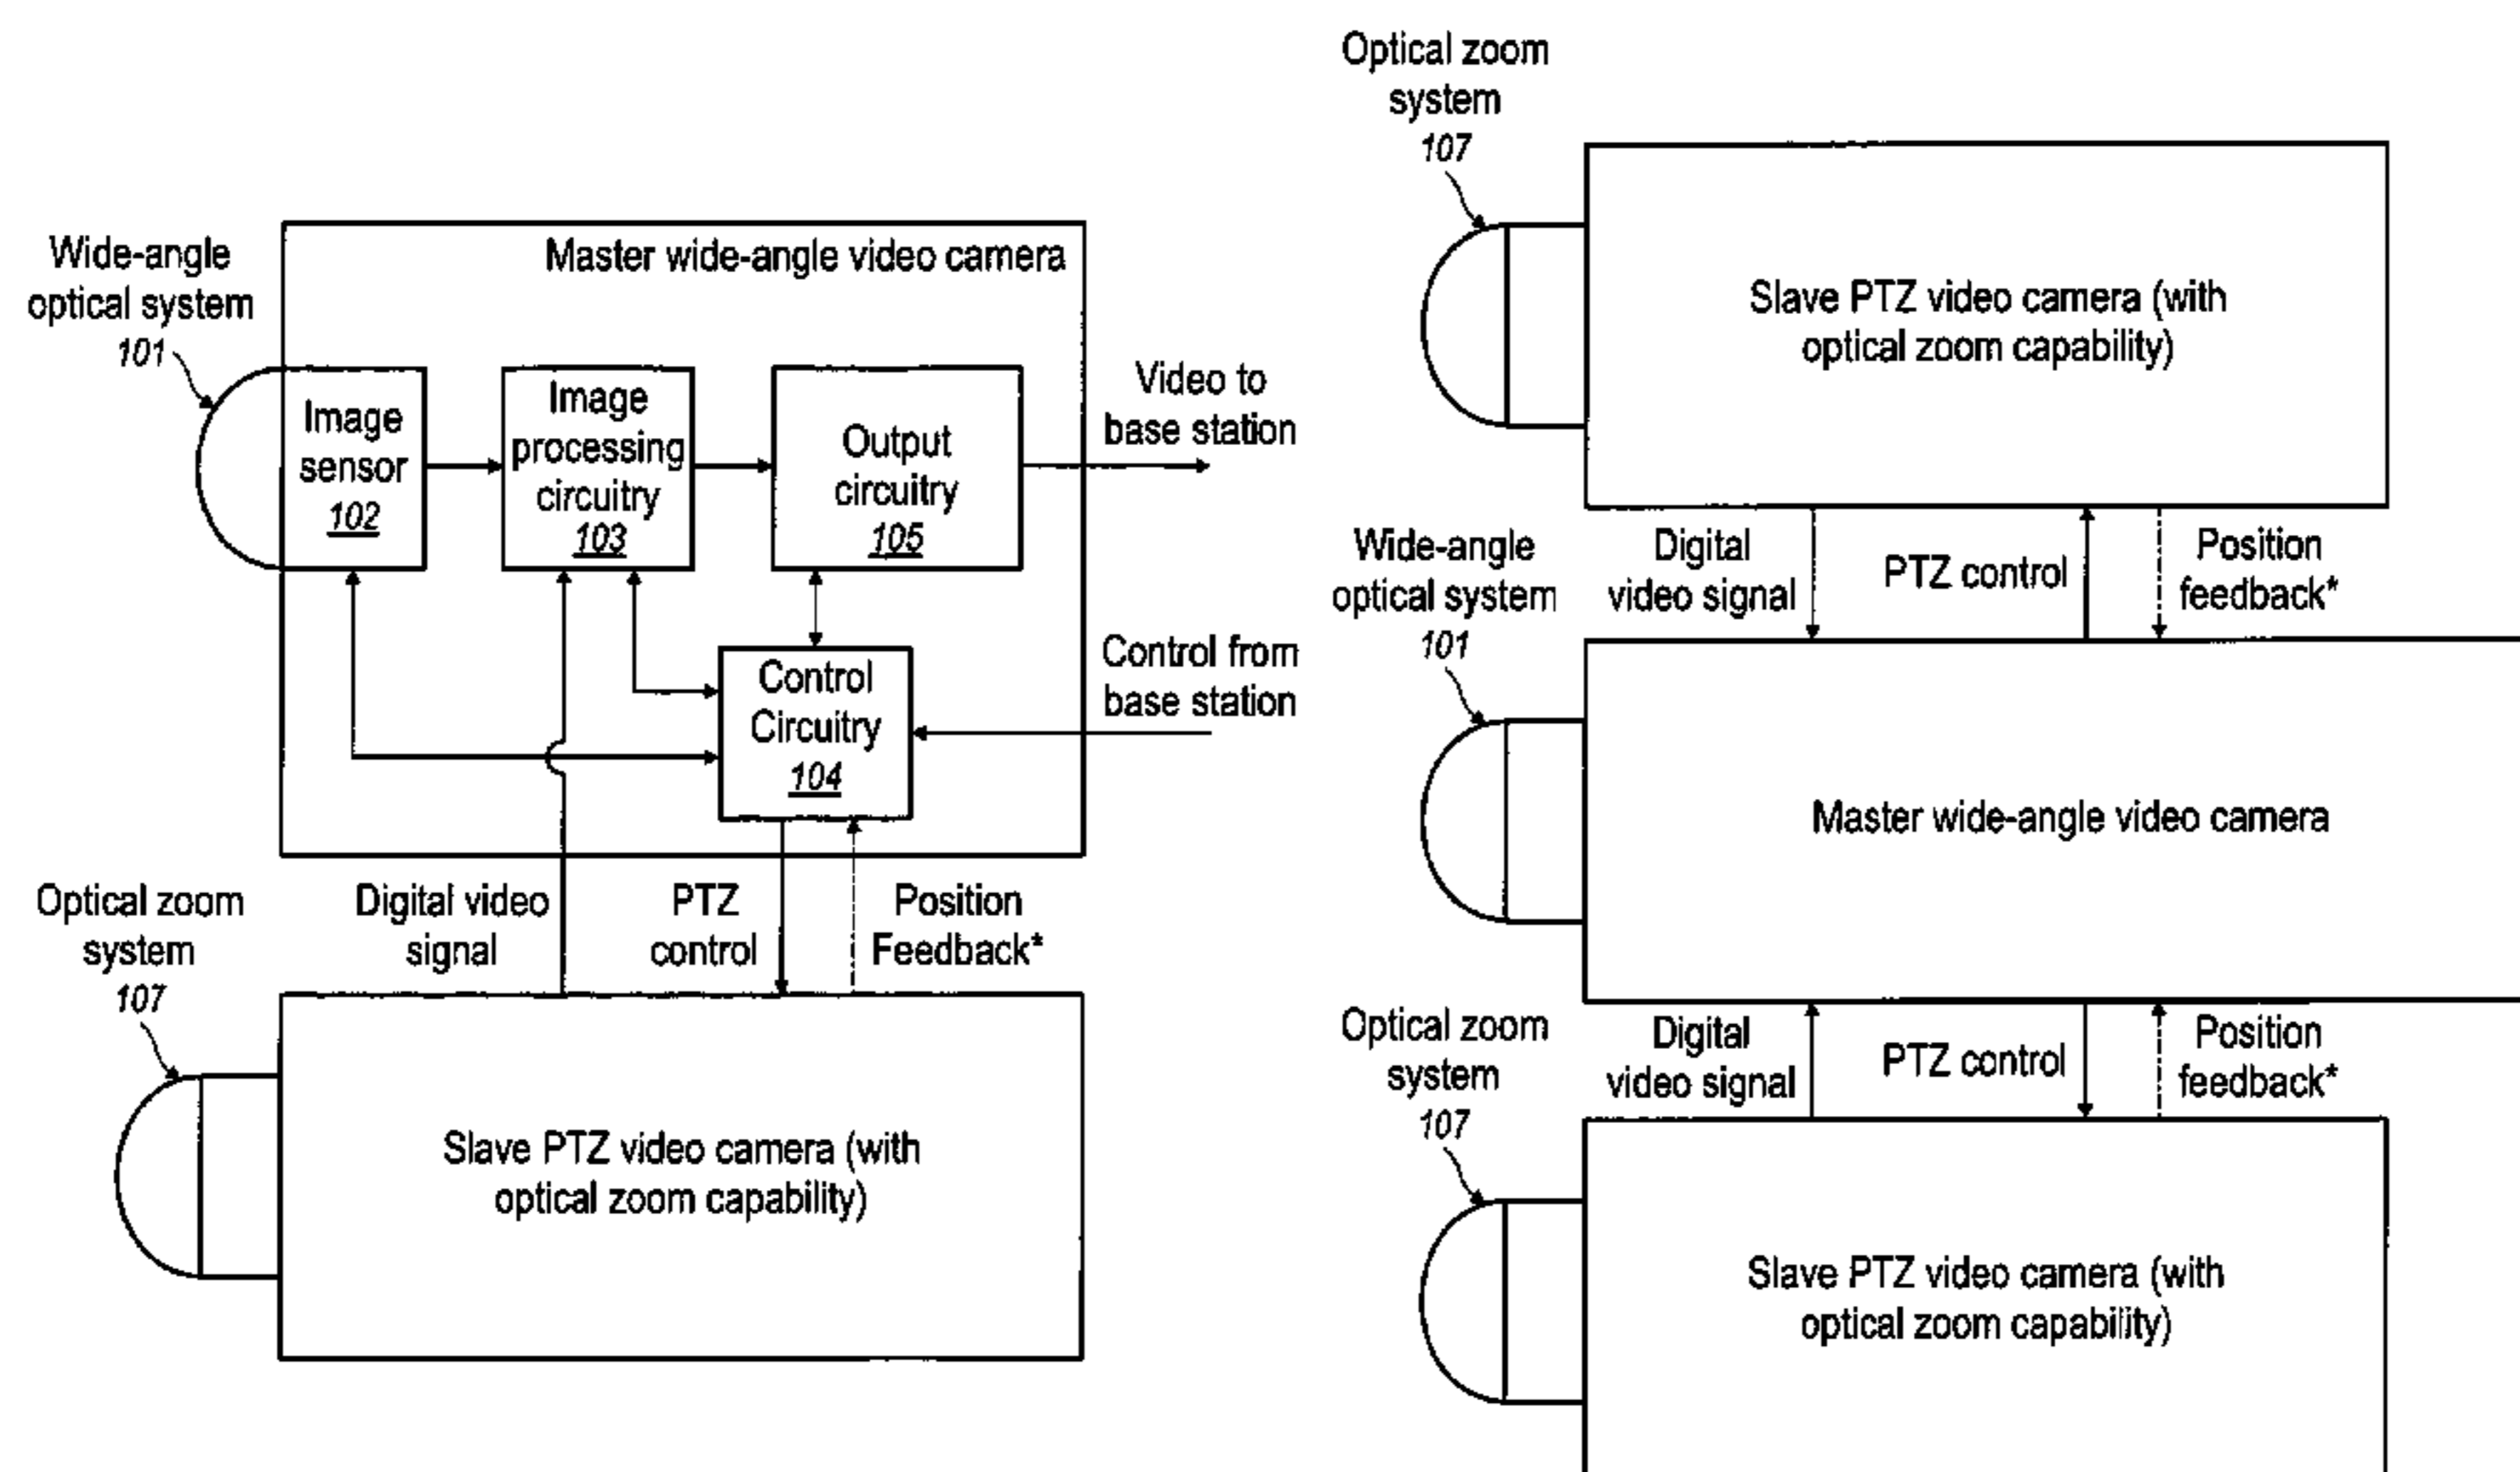 Wide-angle
optical system
101
Master wide-angle video camera
Image
sensor
102
Image
processing
circuitry
103
Output
circuitry
105
Video to
base station
Control
Circuitry
104
Control from
base station
Optical zoom
system
107
Digital video
signal
PTZ
control
Position
Feedback*
Slave PTZ video camera (with
optical zoom capability)
Optical zoom
system
107
Slave PTZ video camera (with
optical zoom capability)
Wide-angle
optical system
101
Digital
video signal
PTZ control
Position
feedback*
Master wide-angle video camera
Optical zoom
system
107
Digital
video signal
PTZ control
Position
feedback*
Slave PTZ video camera (with
optical zoom capability)